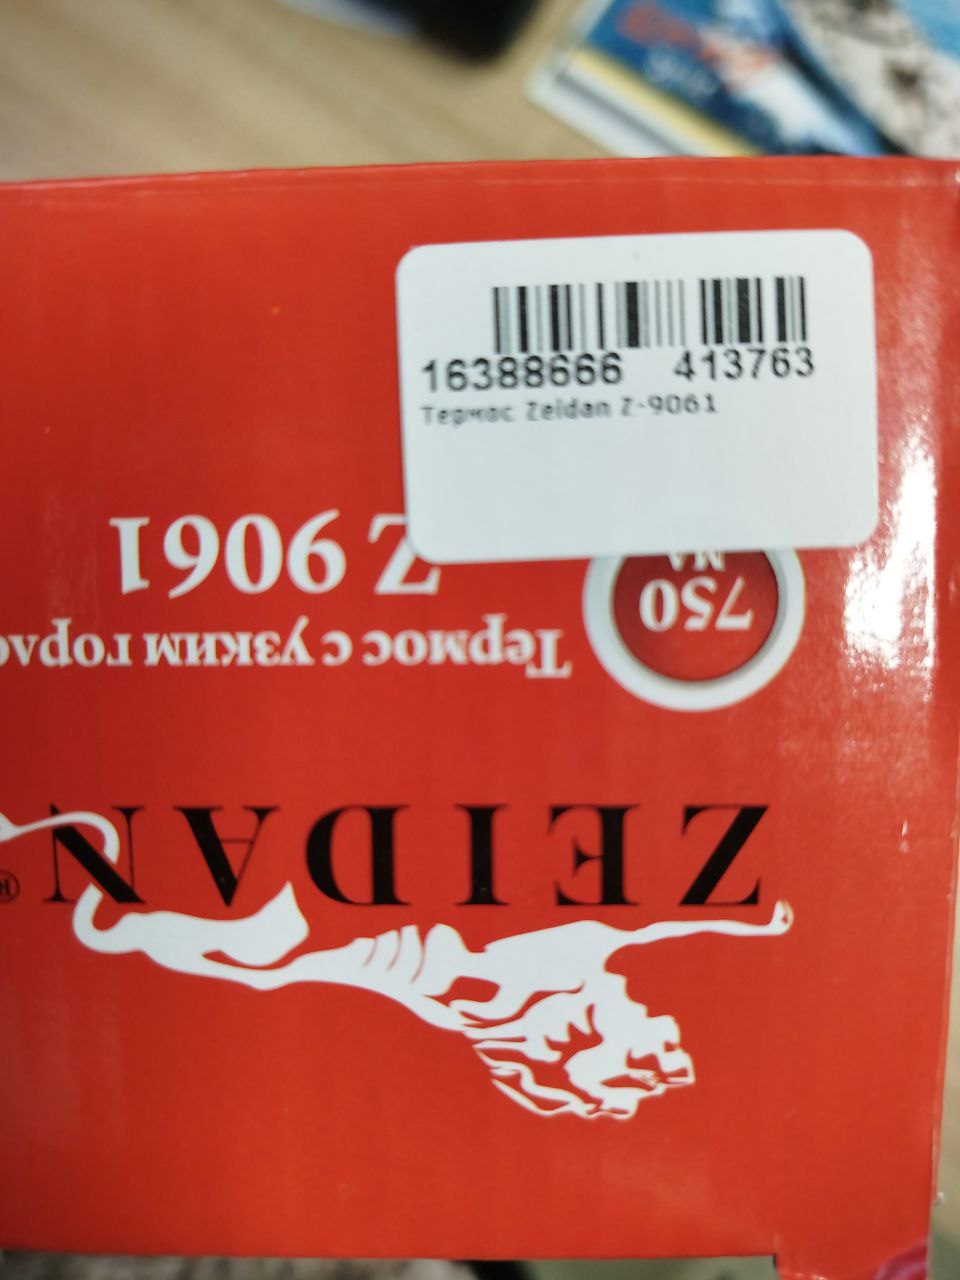 16388666 413763
Термос Zeidan Z-9061
ZEIDAN®
750
МЛ
Термос с узким горло
Z 9061